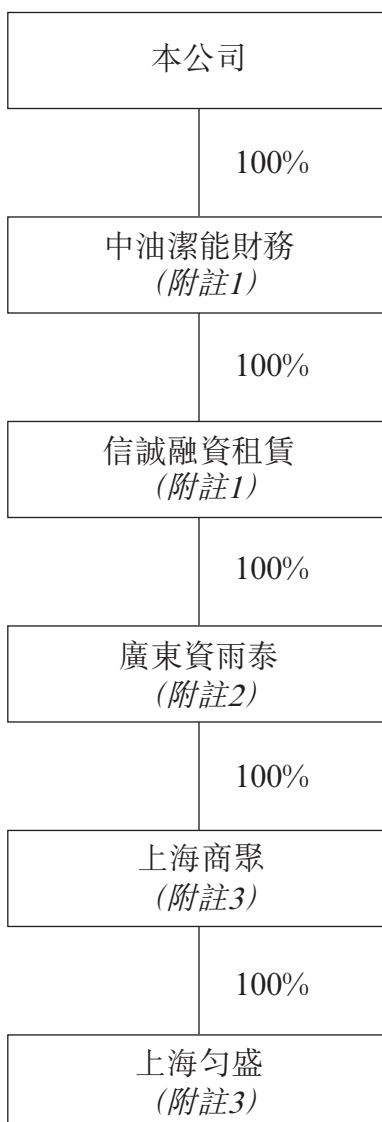 本公司
100%
中油潔能財務
(附註1)
100%
信誠融資租賃
(附註1)
100%
廣東資雨泰
(附註2)
100%
上海商聚
(附註3)
100%
上海勻盛
(附註3)